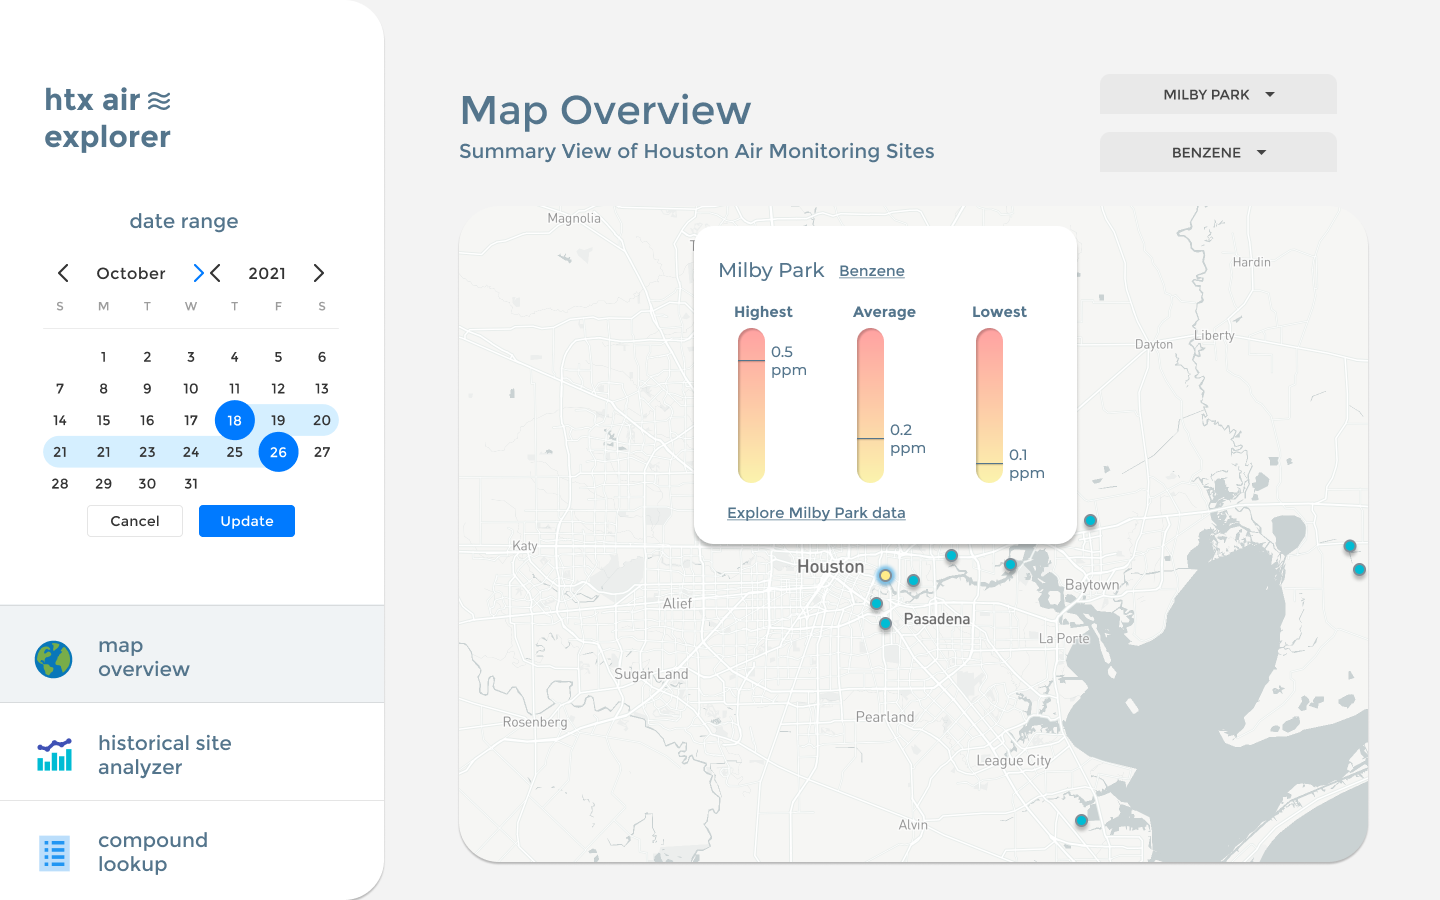 htx air
explorer
date range
October
2021
S M T W T F S
1 2 3 4 5 6
7 8 9 10 11 12 13
14 15 16 17 18 19 20
21 21 23 24 25 26 27
28 29 30 31
Cancel
Update
map
overview
historical site
analyzer
compound
lookup
Map Overview
Summary View of Houston Air Monitoring Sites
MILBY PARK
BENZENE
Magnolia
T
Hardin
Dayton
Liberty
Milby Park Benzene
Highest
Average
Lowest
0.5
ppm
0.2
ppm
0.1
ppm
Explore Milby Park data
Katy
Houston
Baytown
Alief
Pasadena
La Porte
Sugar Land
Rosenberg
Pearland
League City
Alvin